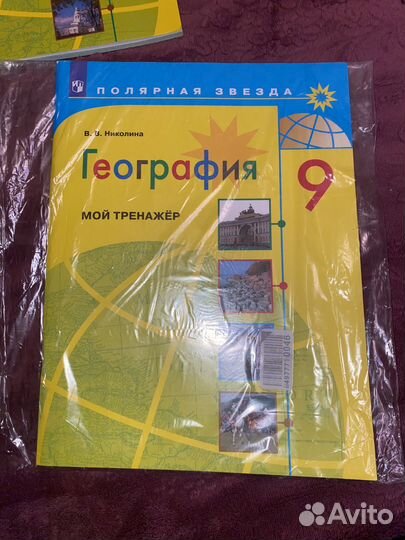 ПОЛЯРНАЯ ЗВЕЗДА
В. В. Николина
География
9
МОЙ ТРЕНАЖЁР
Avito